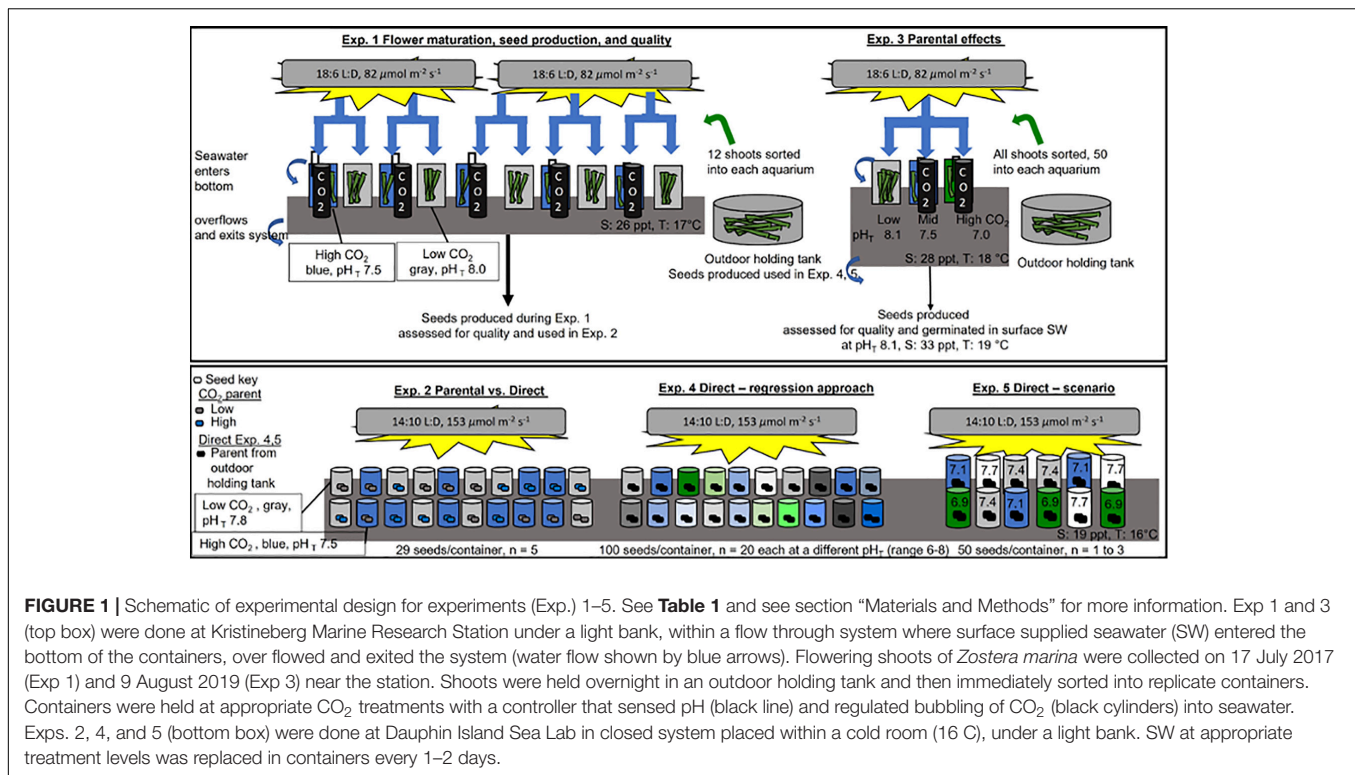 Exp. 1 Flower maturation, seed production, and quality
18:6 L:D, 82 µmol m⁻² s⁻¹
18:6 L:D, 82 µmol m⁻² s⁻¹
Seawater
enters
bottom
overflows
and exits system
CO2
CO2
CO2
CO2
CO2
S: 26 ppt, T: 17°C
High CO₂
blue, pH T 7.5
Low CO₂
gray, pH T 8.0
12 shoots sorted
into each aquarium
Outdoor holding tank
Seeds produced used in Exp. 4, 5
Seeds produced during Exp. 1
assessed for quality and used in Exp. 2
Exp. 3 Parental effects
18:6 L:D, 82 µmol m⁻² s⁻¹
All shoots sorted, 50
into each aquarium
CO2
CO2
Low Mid High CO₂
pHT 8.1 7.5 7.0
S: 28 ppt, T: 18 °C
Outdoor holding tank
Seeds produced
assessed for quality and germinated in surface SW
at pHT 8.1, S: 33 ppt, T: 19 °C
Seed key
CO₂ parent
Low
High
Direct Exp. 4,5
Parent from
outdoor
holding tank
Low CO₂ , gray,
pH T 7.8
High CO₂ , blue, pH T 7.5
Exp. 2 Parental vs. Direct
14:10 L:D, 153 µmol m⁻² s⁻¹
29 seeds/container, n = 5
Exp. 4 Direct – regression approach
14:10 L:D, 153 µmol m⁻² s⁻¹
100 seeds/container, n = 20 each at a different pHT (range 6-8)
Exp. 5 Direct – scenario
14:10 L:D, 153 µmol m⁻² s⁻¹
7.1 7.7 7.4 7.4 7.1 7.7
6.9 7.4 7.1 6.9 7.7 6.9
S: 19 ppt, T: 16°C
50 seeds/container, n = 1 to 3
FIGURE 1 | Schematic of experimental design for experiments (Exp.) 1–5. See Table 1 and see section “Materials and Methods” for more information. Exp 1 and 3
(top box) were done at Kristineberg Marine Research Station under a light bank, within a flow through system where surface supplied seawater (SW) entered the
bottom of the containers, over flowed and exited the system (water flow shown by blue arrows). Flowering shoots of Zostera marina were collected on 17 July 2017
(Exp 1) and 9 August 2019 (Exp 3) near the station. Shoots were held overnight in an outdoor holding tank and then immediately sorted into replicate containers.
Containers were held at appropriate CO₂ treatments with a controller that sensed pH (black line) and regulated bubbling of CO₂ (black cylinders) into seawater.
Exps. 2, 4, and 5 (bottom box) were done at Dauphin Island Sea Lab in closed system placed within a cold room (16 C), under a light bank. SW at appropriate
treatment levels was replaced in containers every 1–2 days.